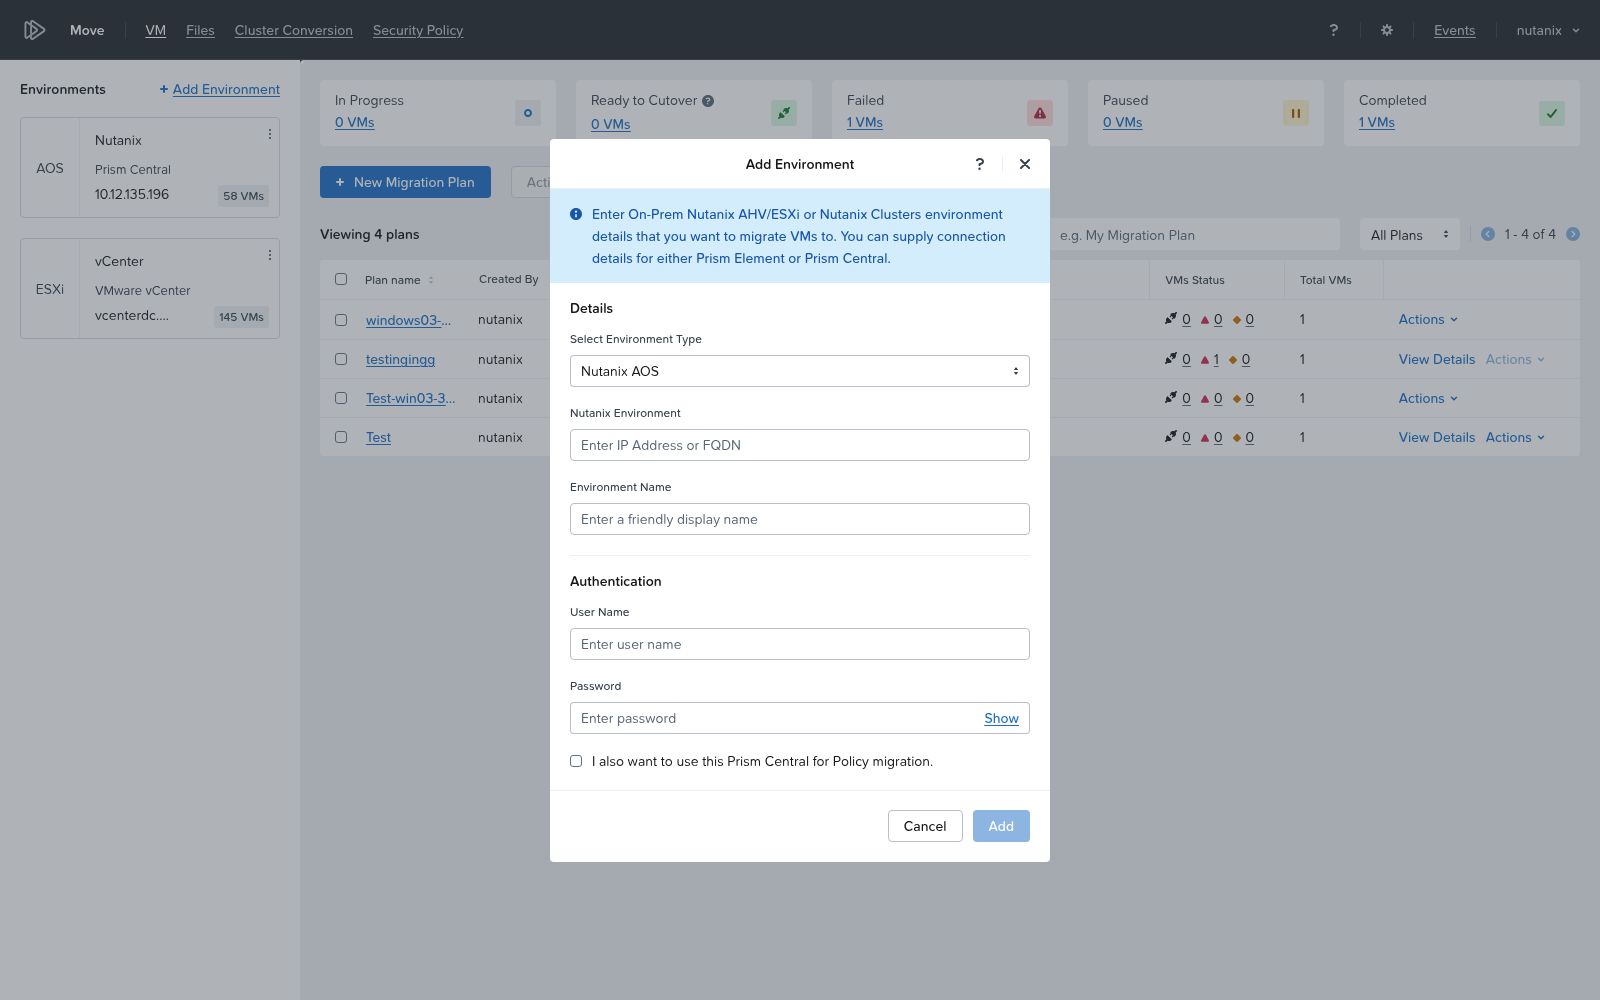 Move
VM
Files
Cluster Conversion
Security Policy
?
Events
nutanix
Environments
+ Add Environment
AOS
Nutanix
Prism Central
10.12.135.196
58 VMs
ESXi
vCenter
VMware vCenter
vcenterdc....
145 VMs
In Progress
0 VMs
Ready to Cutover ?
0 VMs
Failed
1 VMs
Paused
0 VMs
Completed
1 VMs
+ New Migration Plan
Viewing 4 plans
e.g. My Migration Plan
All Plans
1 - 4 of 4
Plan name
Created By
VMs Status
Total VMs
windows03-...
nutanix
0 0 0
1
Actions
testingingg
nutanix
0 1 0
1
View Details
Actions
Test-win03-3...
nutanix
0 0 0
1
Actions
Test
nutanix
0 0 0
1
View Details
Actions
Add Environment
?
Enter On-Prem Nutanix AHV/ESXi or Nutanix Clusters environment
details that you want to migrate VMs to. You can supply connection
details for either Prism Element or Prism Central.
Details
Select Environment Type
Nutanix AOS
Nutanix Environment
Enter IP Address or FQDN
Environment Name
Enter a friendly display name
Authentication
User Name
Enter user name
Password
Enter password
Show
I also want to use this Prism Central for Policy migration.
Cancel
Add